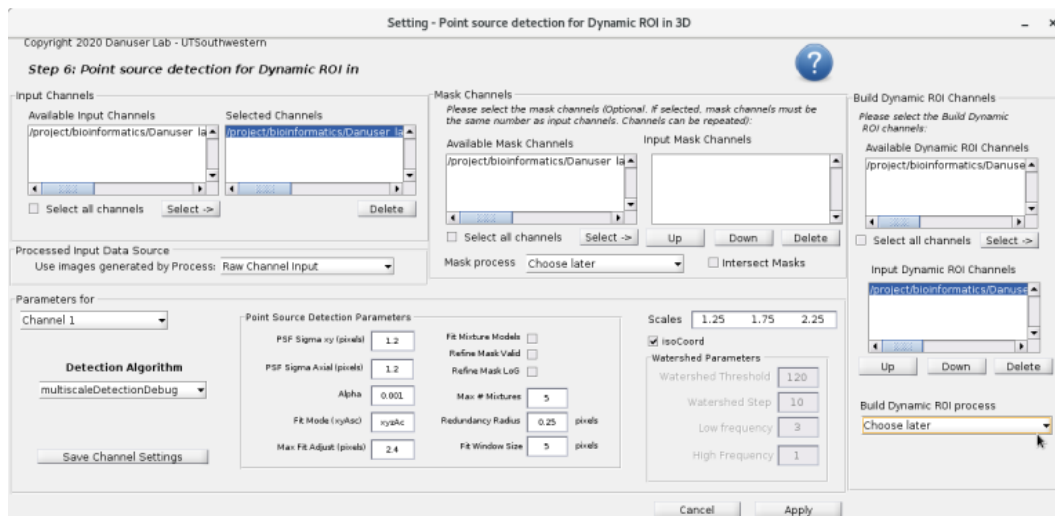 Setting - Point source detection for Dynamic ROI in 3D
Copyright 2020 Danuser Lab - UTSouthwestern
Step 6: Point source detection for Dynamic ROI in
?
Input Channels
Available Input Channels
/project/bioinformatics/Danuser_la
Select all channels
Select ->
Selected Channels
/project/bioinformatics/Danuser_la
Delete
Processed Input Data Source
Use images generated by Process:
Raw Channel Input
Mask Channels
Please select the mask channels (Optional. If selected, mask channels must be
the same number as input channels. Channels can be repeated):
Available Mask Channels
/project/bioinformatics/Danuser_la
Select all channels
Select ->
Input Mask Channels
Up
Down
Delete
Mask process
Choose later
Intersect Masks
Build Dynamic ROI Channels
Please select the Build Dynamic
ROI channels:
Available Dynamic ROI Channels
/project/bioinformatics/Danuse
Select all channels
Select ->
Input Dynamic ROI Channels
/project/bioinformatics/Danuse
Up
Down
Delete
Build Dynamic ROI process
Choose later
Parameters for
Channel 1
Detection Algorithm
multiscaleDetectionDebug
Save Channel Settings
Point Source Detection Parameters
PSF Sigma xy (pixels) 1.2
PSF Sigma Axial (pixels) 1.2
Alpha 0.001
Fit Mode (xyAsc) xyzAc
Max Fit Adjust (pixels) 2.4
Fit Mixture Models
Refine Mask Valid
Refine Mask LoG
Max # Mixtures 5
Redundancy Radius 0.25 pixels
Fit Window Size 5 pixels
Scales 1.25 1.75 2.25
isoCoord
Watershed Parameters
Watershed Threshold 120
Watershed Step 10
Low frequency 3
High Frequency 1
Cancel
Apply